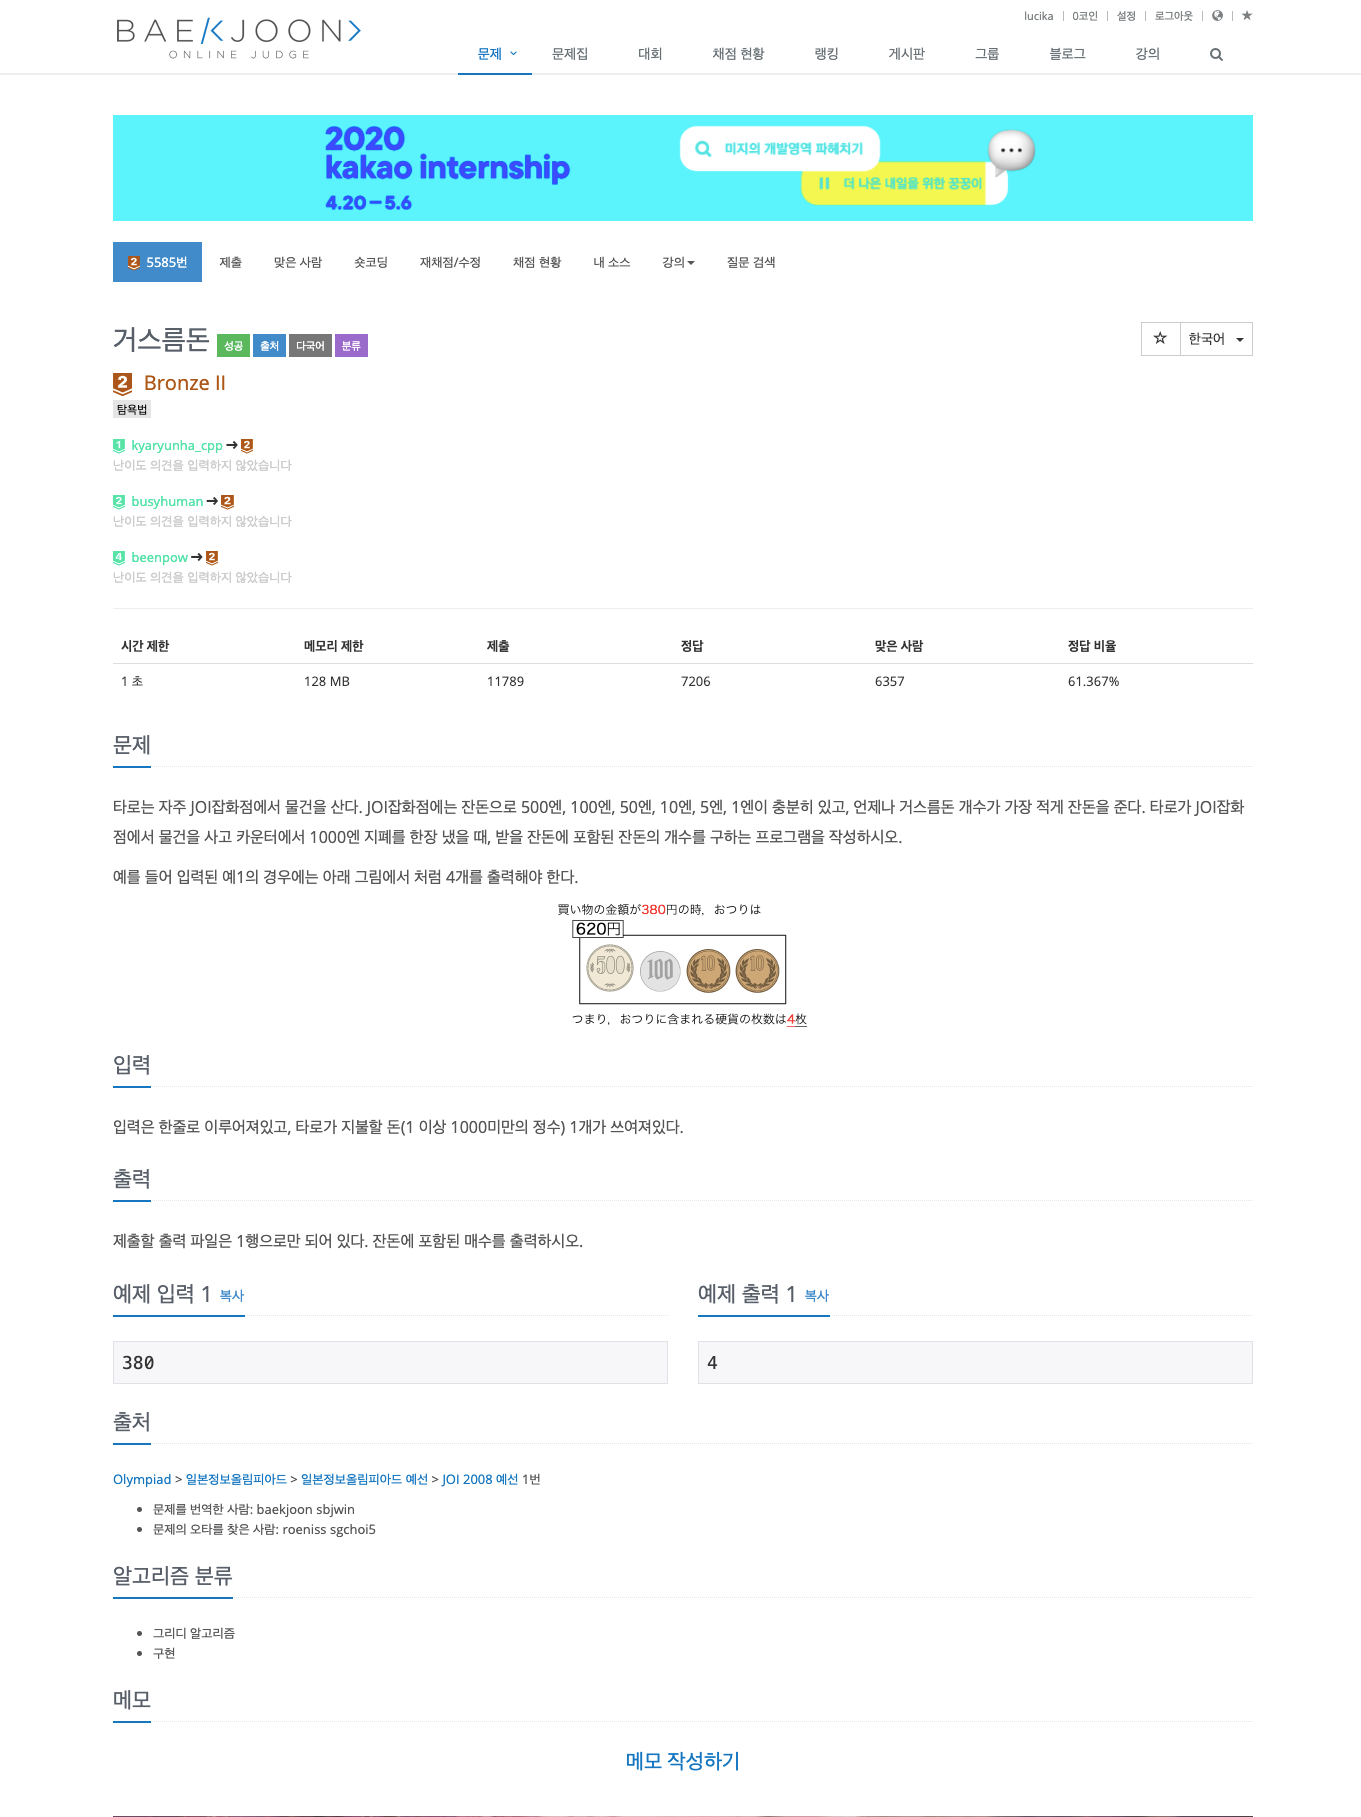 lucika | 0코인 | 설정 | 로그아웃 | |
BAEKJOON>
ONLINE JUDGE
문제 문제집 대회 채점 현황 랭킹 게시판 그룹 블로그 강의
2020
kakao internship
4.20 – 5.6
미지의 개발영역 파헤치기
더 나은 내일을 위한 꿍꿍이
2 5585번 제출 맞은 사람 숏코딩 재채점/수정 채점 현황 내 소스 강의 질문 검색
거스름돈 성공 출처 다국어 분류
☆ 한국어
2 Bronze II
탐욕법
1 kyaryunha_cpp → 2
난이도 의견을 입력하지 않았습니다
2 busyhuman → 2
난이도 의견을 입력하지 않았습니다
4 beenpow → 2
난이도 의견을 입력하지 않았습니다
시간 제한 메모리 제한 제출 정답 맞은 사람 정답 비율
1 초 128 MB 11789 7206 6357 61.367%
문제
타로는 자주 JOI잡화점에서 물건을 산다. JOI잡화점에는 잔돈으로 500엔, 100엔, 50엔, 10엔, 5엔, 1엔이 충분히 있고, 언제나 거스름돈 개수가 가장 적게 잔돈을 준다. 타로가 JOI잡화
점에서 물건을 사고 카운터에서 1000엔 지폐를 한장 냈을 때, 받을 잔돈에 포함된 잔돈의 개수를 구하는 프로그램을 작성하시오.
예를 들어 입력된 예1의 경우에는 아래 그림에서 처럼 4개를 출력해야 한다.
買い物の金額が380円の時，おつりは
620円
500 100 10 10
つまり，おつりに含まれる硬貨の枚数は4枚
입력
입력은 한줄로 이루어져있고, 타로가 지불할 돈(1 이상 1000미만의 정수) 1개가 쓰여져있다.
출력
제출할 출력 파일은 1행으로만 되어 있다. 잔돈에 포함된 매수를 출력하시오.
예제 입력 1 복사
380
예제 출력 1 복사
4
출처
Olympiad > 일본정보올림피아드 > 일본정보올림피아드 예선 > JOI 2008 예선 1번
문제를 번역한 사람: baekjoon sbjwin
문제의 오타를 찾은 사람: roeniss sgchoi5
알고리즘 분류
그리디 알고리즘
구현
메모
메모 작성하기